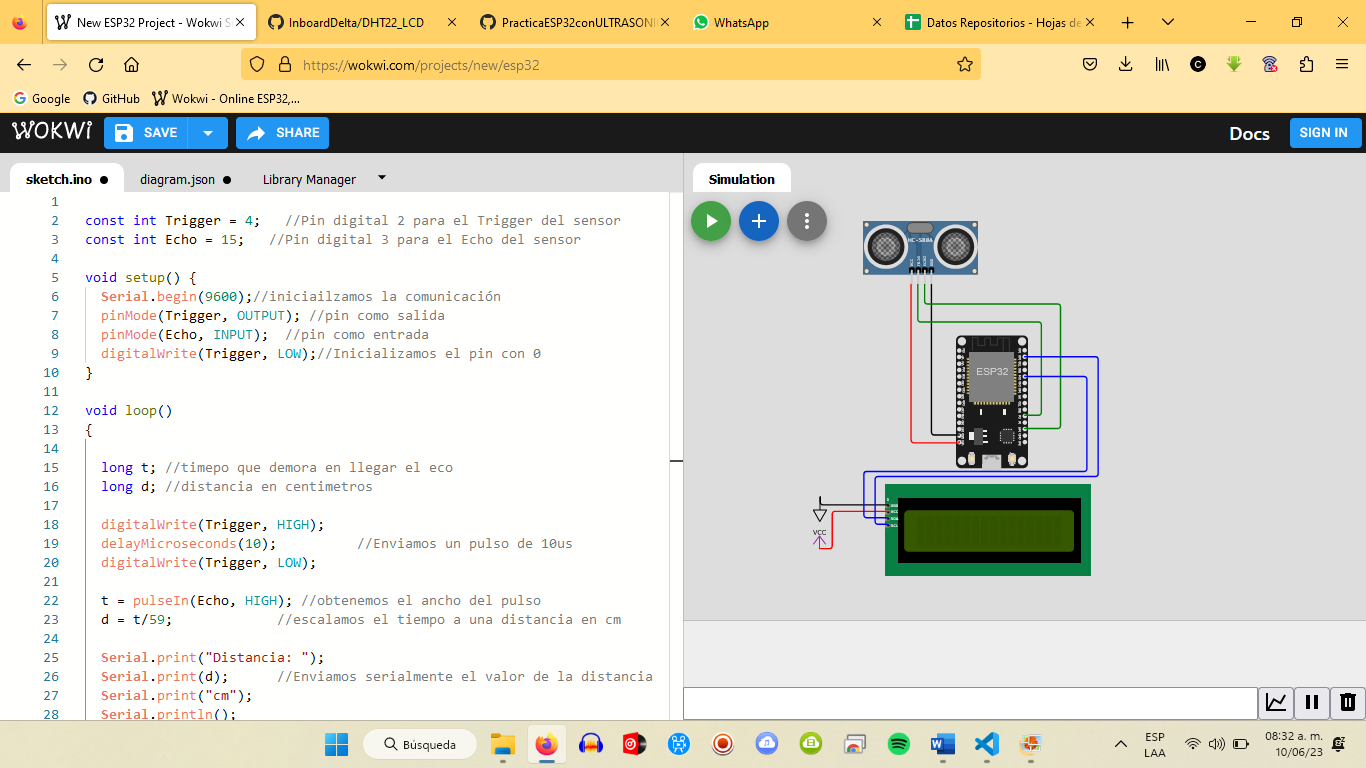 New ESP32 Project - Wokwi S
InboardDelta/DHT22_LCD
PracticaESP32conULTRASONI
WhatsApp
Datos Repositorios - Hojas de
https://wokwi.com/projects/new/esp32
Google
GitHub
Wokwi - Online ESP32,...
WOKWi
SAVE
SHARE
Docs
SIGN IN
sketch.ino
diagram.json
Library Manager
Simulation
1
2 const int Trigger = 4;   //Pin digital 2 para el Trigger del sensor
3 const int Echo = 15;   //Pin digital 3 para el Echo del sensor
4
5 void setup() {
6   Serial.begin(9600);//iniciailzamos la comunicación
7   pinMode(Trigger, OUTPUT); //pin como salida
8   pinMode(Echo, INPUT);  //pin como entrada
9   digitalWrite(Trigger, LOW);//Inicializamos el pin con 0
10 }
11
12 void loop()
13 {
14
15   long t; //timepo que demora en llegar el eco
16   long d; //distancia en centimetros
17
18   digitalWrite(Trigger, HIGH);
19   delayMicroseconds(10);          //Enviamos un pulso de 10us
20   digitalWrite(Trigger, LOW);
21
22   t = pulseIn(Echo, HIGH); //obtenemos el ancho del pulso
23   d = t/59;             //escalamos el tiempo a una distancia en cm
24
25   Serial.print("Distancia: ");
26   Serial.print(d);      //Enviamos serialmente el valor de la distancia
27   Serial.print("cm");
28   Serial.println();
ESP32
VCC
Búsqueda
ESP
LAA
08:32 a. m.
10/06/23